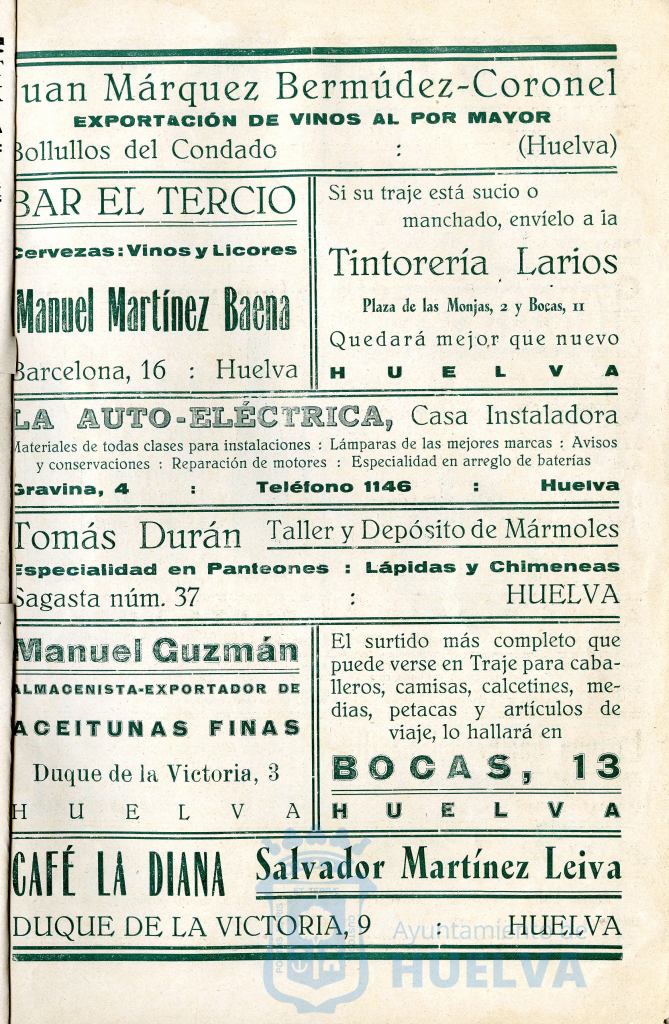 uan Márquez Bermúdez-Coronel
EXPORTACIÓN DE VINOS AL POR MAYOR
Bollullos del Condado : (Huelva)
BAR EL TERCIO
Cervezas: Vinos y Licores
Manuel Martínez Baena
Barcelona, 16 : Huelva
Si su traje está sucio o
manchado, envíelo a la
Tintorería Larios
Plaza de las Monjas, 2 y Bocas, 11
Quedará mejor que nuevo
HUELVA
LA AUTO-ELÉCTRICA, Casa Instaladora
Materiales de todas clases para instalaciones : Lámparas de las mejores marcas : Avisos
y conservaciones : Reparación de motores : Especialidad en arreglo de baterías
Gravina, 4 : Teléfono 1146 : Huelva
Tomás Durán Taller y Depósito de Mármoles
Especialidad en Panteones : Lápidas y Chimeneas
Sagasta núm. 37 : HUELVA
Manuel Guzmán
ALMACENISTA-EXPORTADOR DE
ACEITUNAS FINAS
Duque de la Victoria, 3
HUELVA
El surtido más completo que
puede verse en Traje para caba-
lleros, camisas, calcetines, me-
dias, petacas y artículos de
viaje, lo hallará en
BOCAS, 13
HUELVA
CAFÉ LA DIANA Salvador Martínez Leiva
DUQUE DE LA VICTORIA, 9 : HUELVA
Ayuntamiento de
HUELVA